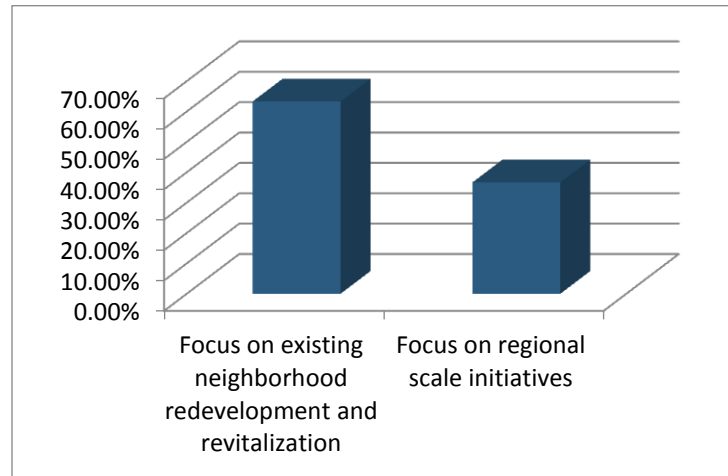 70.00%
60.00%
50.00%
40.00%
30.00%
20.00%
10.00%
0.00%
Focus on existing
neighborhood
redevelopment and
revitalization
Focus on regional
scale initiatives